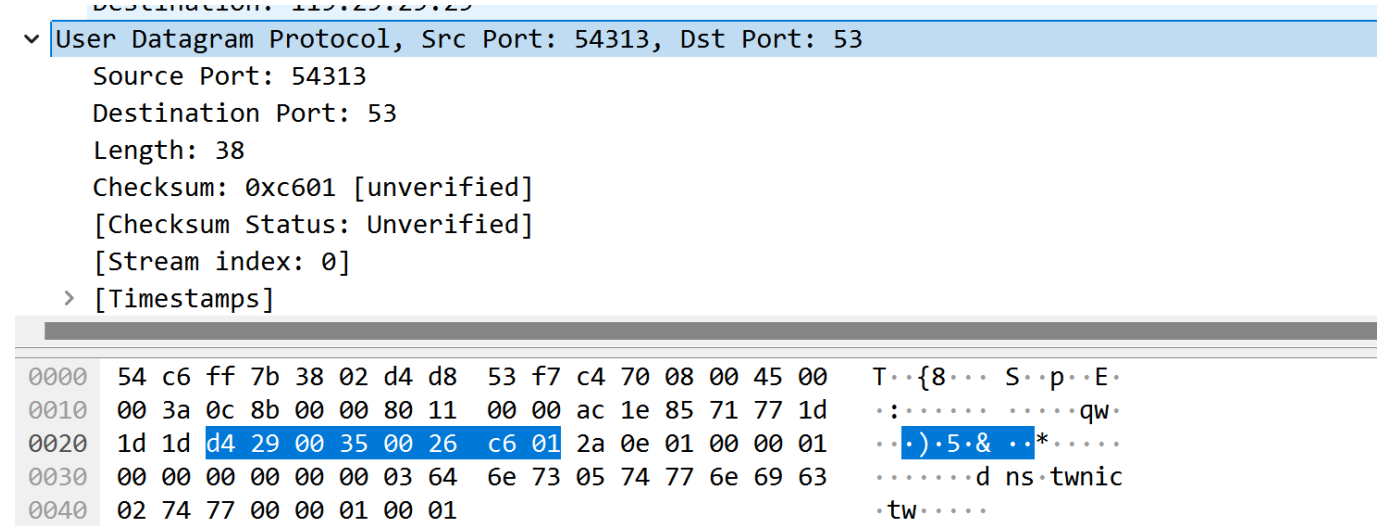 Destination: 119.29.29.29
User Datagram Protocol, Src Port: 54313, Dst Port: 53
Source Port: 54313
Destination Port: 53
Length: 38
Checksum: 0xc601 [unverified]
[Checksum Status: Unverified]
[Stream index: 0]
[Timestamps]
0000 54 c6 ff 7b 38 02 d4 d8 53 f7 c4 70 08 00 45 00 T··{8··· S··p··E·
0010 00 3a 0c 8b 00 00 80 11 00 00 ac 1e 85 71 77 1d ·:······ ·····qw·
0020 1d 1d d4 29 00 35 00 26 c6 01 2a 0e 01 00 00 01 ···)·5·& ··*·····
0030 00 00 00 00 00 00 03 64 6e 73 05 74 77 6e 69 63 ·······d ns·twnic
0040 02 74 77 00 00 01 00 01 ·tw·····